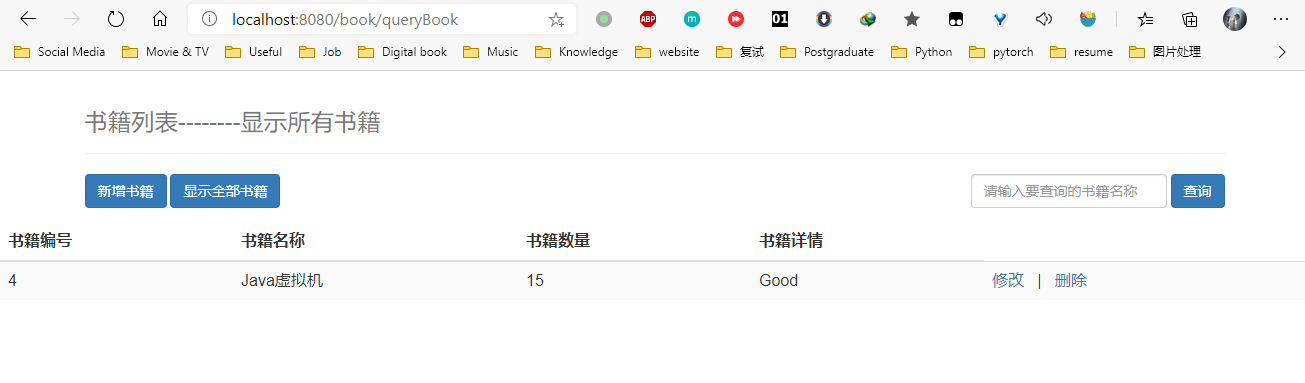 localhost:8080/book/queryBook
ABP
m
01
Social Media Movie & TV Useful Job Digital book Music Knowledge website 复试 Postgraduate Python pytorch resume 图片处理
书籍列表--------显示所有书籍
新增书籍 显示全部书籍 请输入要查询的书籍名称 查询
书籍编号 书籍名称 书籍数量 书籍详情
4 Java虚拟机 15 Good 修改 | 删除